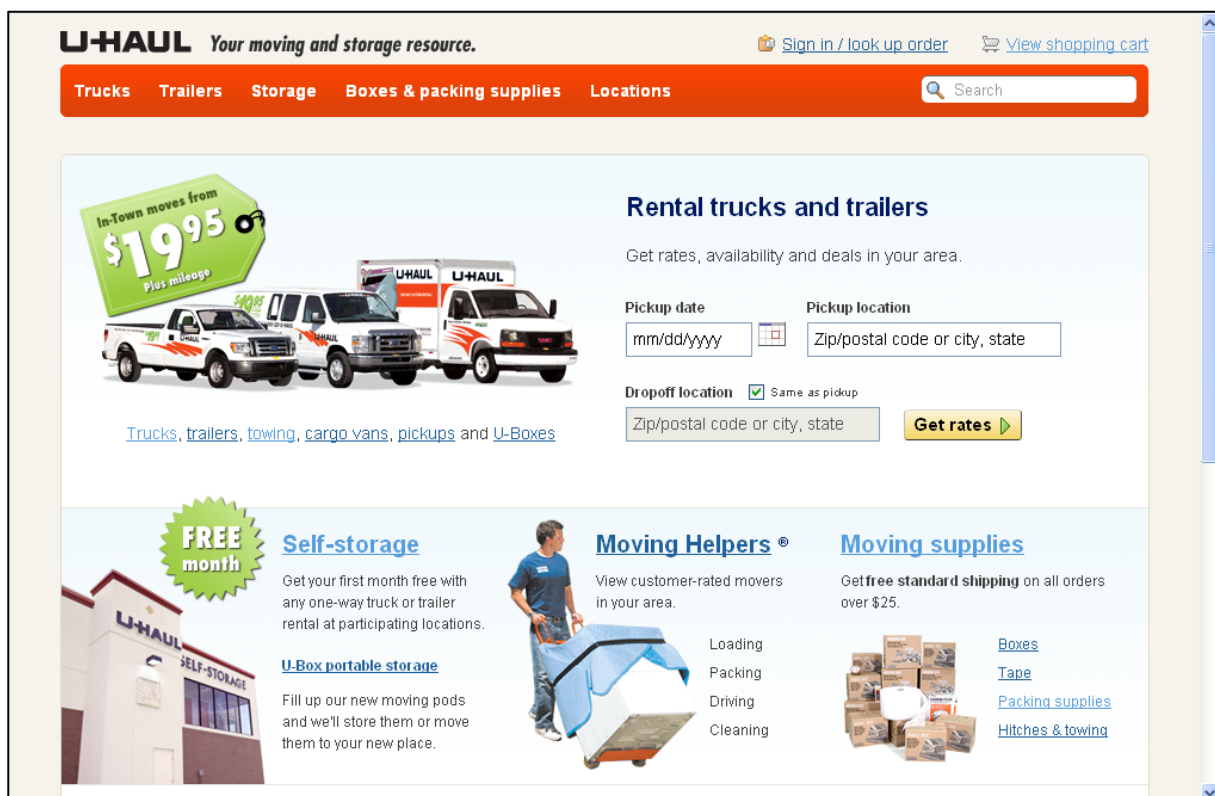 U-HAUL Your moving and storage resource.
Sign in / look up order
View shopping cart
Trucks
Trailers
Storage
Boxes & packing supplies
Locations
Search
In-Town moves from
$19.95
Plus mileage
$19.95
U-HAUL
U-HAUL
U-HAUL
U-HAUL
Trucks, trailers, towing, cargo vans, pickups and U-Boxes
Rental trucks and trailers
Get rates, availability and deals in your area.
Pickup date
Pickup location
mm/dd/yyyy
Zip/postal code or city, state
Dropoff location
Same as pickup
Zip/postal code or city, state
Get rates
FREE
month
U-HAUL
SELF-STORAGE
Self-storage
Get your first month free with
any one-way truck or trailer
rental at participating locations.
U-Box portable storage
Fill up our new moving pods
and we'll store them or move
them to your new place.
Moving Helpers ®
View customer-rated movers
in your area.
Loading
Packing
Driving
Cleaning
Moving supplies
Get free standard shipping on all orders
over $25.
Boxes
Tape
Packing supplies
Hitches & towing